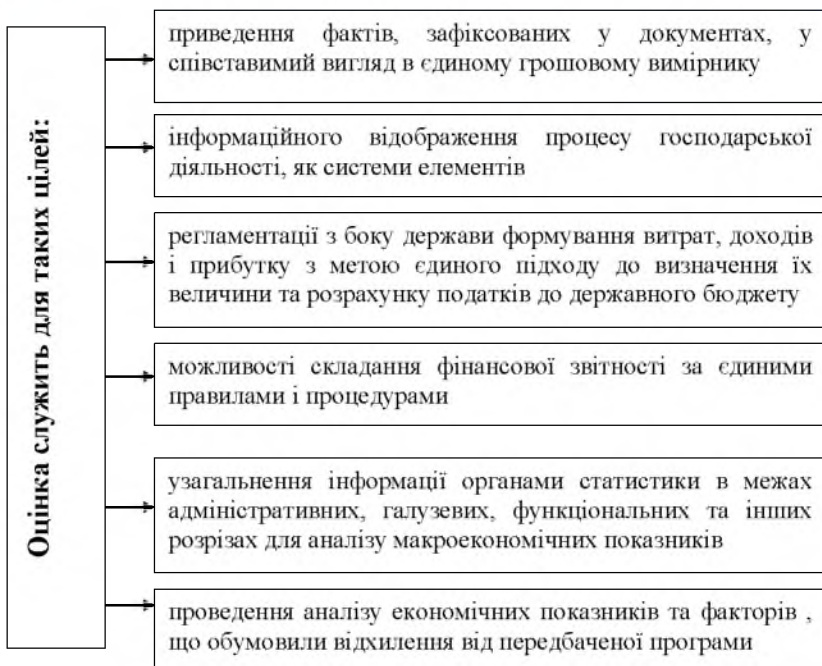 Оцінка служить для таких цілей:
приведення фактів, зафіксованих у документах, у
співставимий вигляд в єдиному грошовому вимірнику
інформаційного відображення процесу господарської
діяльності, як системи елементів
регламентації з боку держави формування витрат, доходів
і прибутку з метою єдиного підходу до визначення їх
величини та розрахунку податків до державного бюджету
можливості складання фінансової звітності за єдиними
правилами і процедурами
узагальнення інформації органами статистики в межах
адміністративних, галузевих, функціональних та інших
розрізах для аналізу макроекономічних показників
проведення аналізу економічних показників та факторів ,
що обумовили відхилення від передбаченої програми